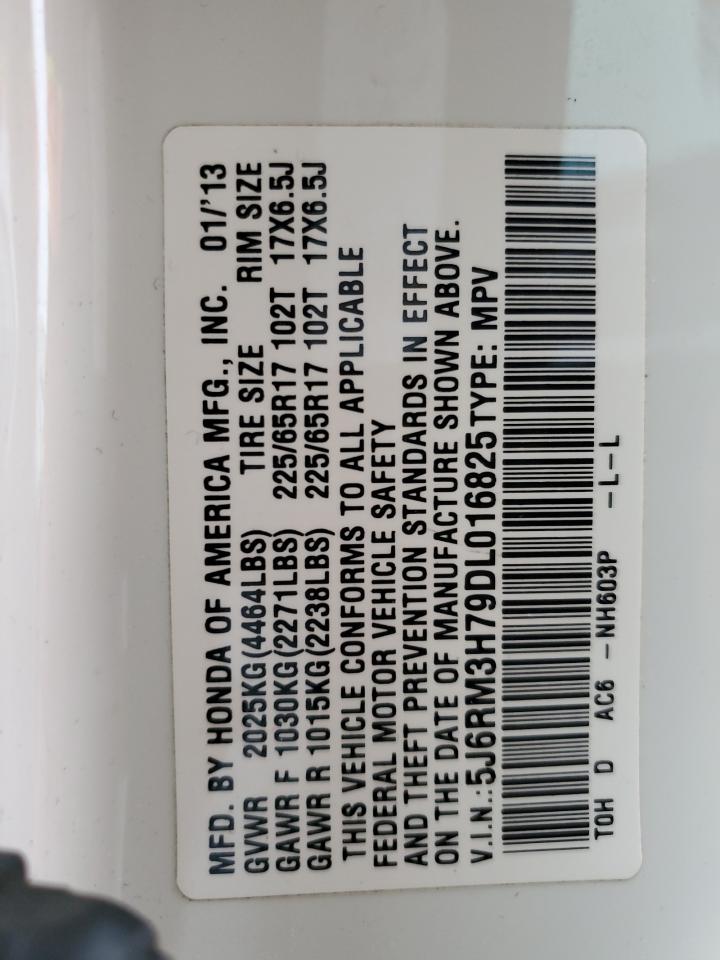 MFD. BY HONDA OF AMERICA MFG., INC. 01/'13
GVWR 2025KG(4464LBS) TIRE SIZE RIM SIZE
GAWR F 1030KG(2271LBS) 225/65R17 102T 17X6.5J
GAWR R 1015KG(2238LBS) 225/65R17 102T 17X6.5J
THIS VEHICLE CONFORMS TO ALL APPLICABLE
FEDERAL MOTOR VEHICLE SAFETY
AND THEFT PREVENTION STANDARDS IN EFFECT
ON THE DATE OF MANUFACTURE SHOWN ABOVE.
V.I.N.:5J6RM3H79DL016825TYPE: MPV
TOH D AC6 -NH603P -L-L